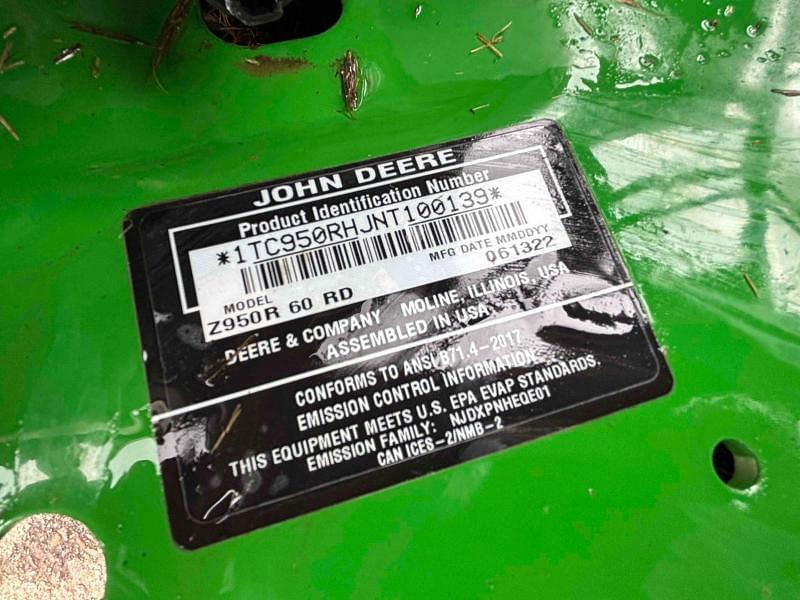 JOHN DEERE
Product Identification Number
*1TC950RHJNT100139*
MFG DATE MMDDYY
061322
MODEL
Z950R 60 RD
DEERE & COMPANY MOLINE, ILLINOIS, USA
ASSEMBLED IN USA
CONFORMS TO ANSI B71.4-2017
EMISSION CONTROL INFORMATION
THIS EQUIPMENT MEETS U.S. EPA EVAP STANDARDS.
EMISSION FAMILY: NJDXPNHEQE01
CAN ICES-2/NMB-2